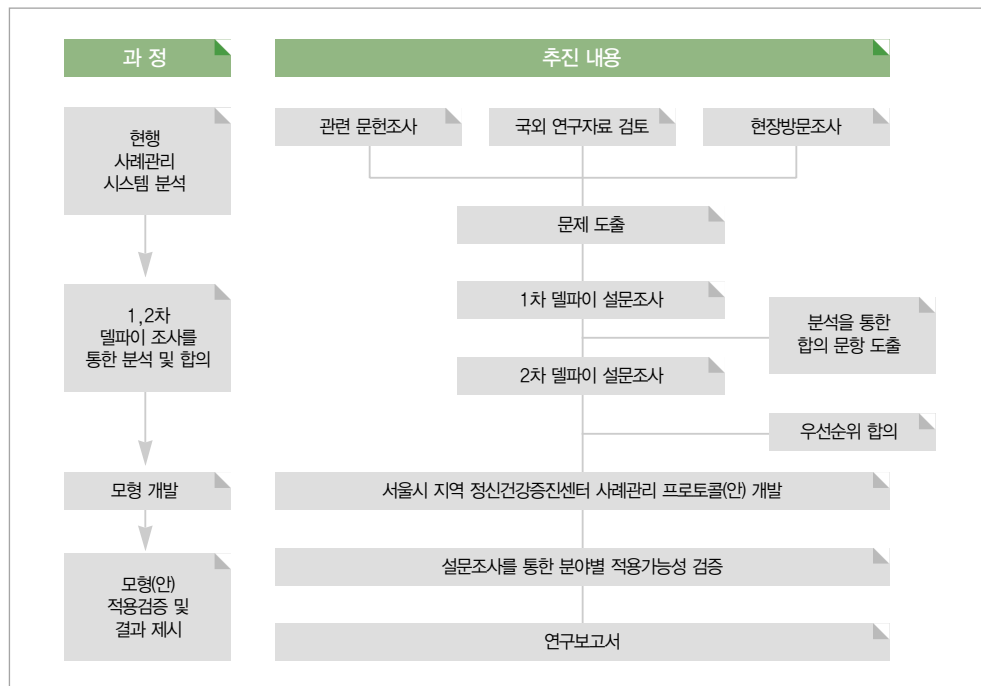 과 정
추진 내용
현행
사례관리
시스템 분석
관련 문헌조사
국외 연구자료 검토
현장방문조사
문제 도출
1,2차
델파이 조사를
통한 분석 및 합의
1차 델파이 설문조사
분석을 통한
합의 문항 도출
2차 델파이 설문조사
우선순위 합의
모형 개발
서울시 지역 정신건강증진센터 사례관리 프로토콜(안) 개발
모형(안)
적용검증 및
결과 제시
설문조사를 통한 분야별 적용가능성 검증
연구보고서